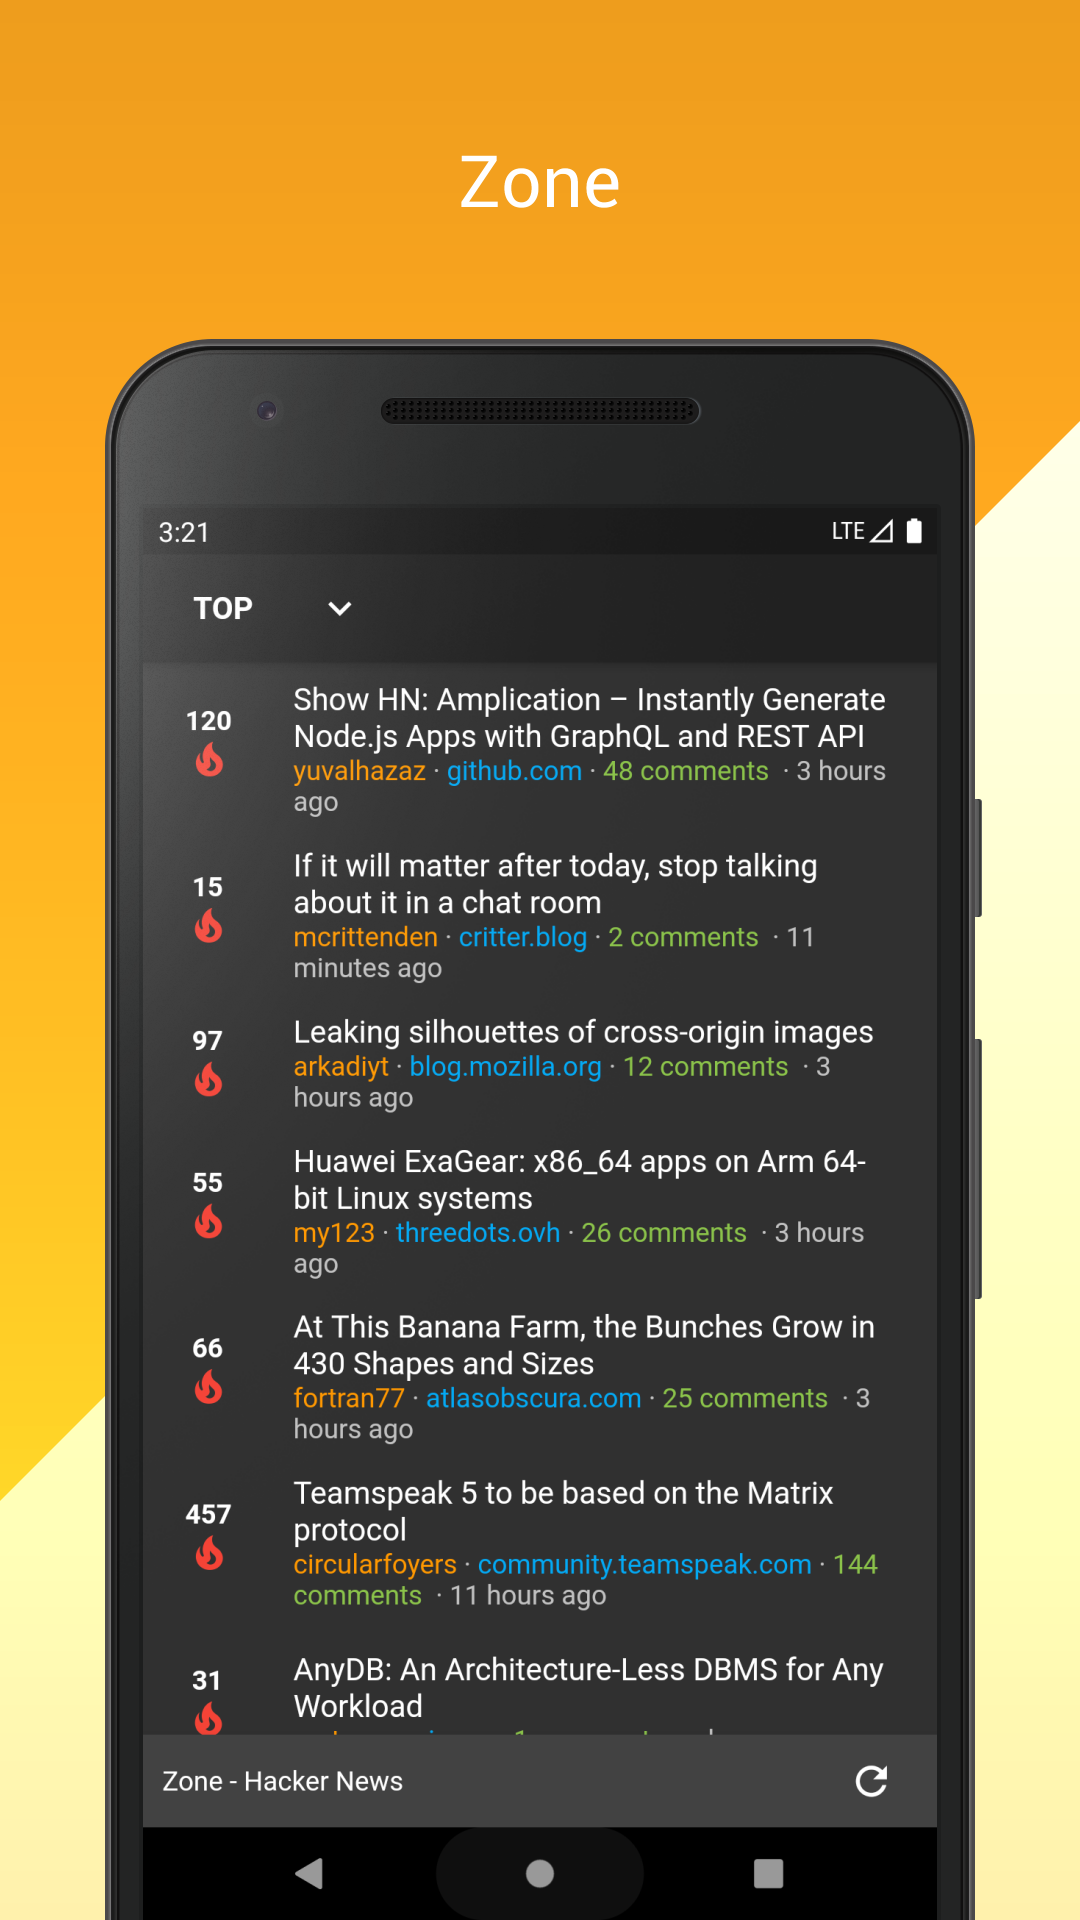 Zone
3:21
LTE
TOP
120
Show HN: Amplication – Instantly Generate
Node.js Apps with GraphQL and REST API
yuvalhazaz · github.com · 48 comments · 3 hours
ago
15
If it will matter after today, stop talking
about it in a chat room
mcrittenden · critter.blog · 2 comments · 11
minutes ago
97
Leaking silhouettes of cross-origin images
arkadiyt · blog.mozilla.org · 12 comments · 3
hours ago
55
Huawei ExaGear: x86_64 apps on Arm 64-
bit Linux systems
my123 · threedots.ovh · 26 comments · 3 hours
ago
66
At This Banana Farm, the Bunches Grow in
430 Shapes and Sizes
fortran77 · atlasobscura.com · 25 comments · 3
hours ago
457
Teamspeak 5 to be based on the Matrix
protocol
circularfoyers · community.teamspeak.com · 144
comments · 11 hours ago
31
AnyDB: An Architecture-Less DBMS for Any
Workload
Zone - Hacker News